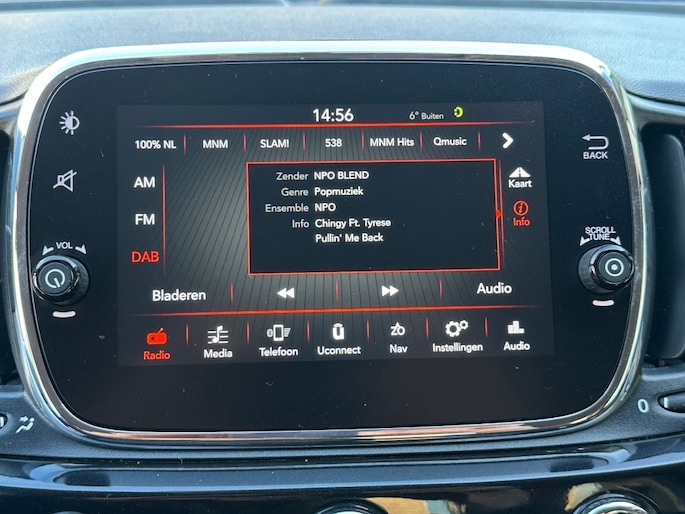 14:56 6° Buiten
100% NL MNM SLAM! 538 MNM Hits Qmusic
BACK
AM
FM
DAB
Zender NPO BLEND
Genre Popmuziek
Ensemble NPO
Info Chingy Ft. Tyrese
Pullin' Me Back
Kaart
Info
VOL
SCROLL
TUNE
Bladeren Audio
Radio Media Telefoon Uconnect Nav Instellingen Audio
0